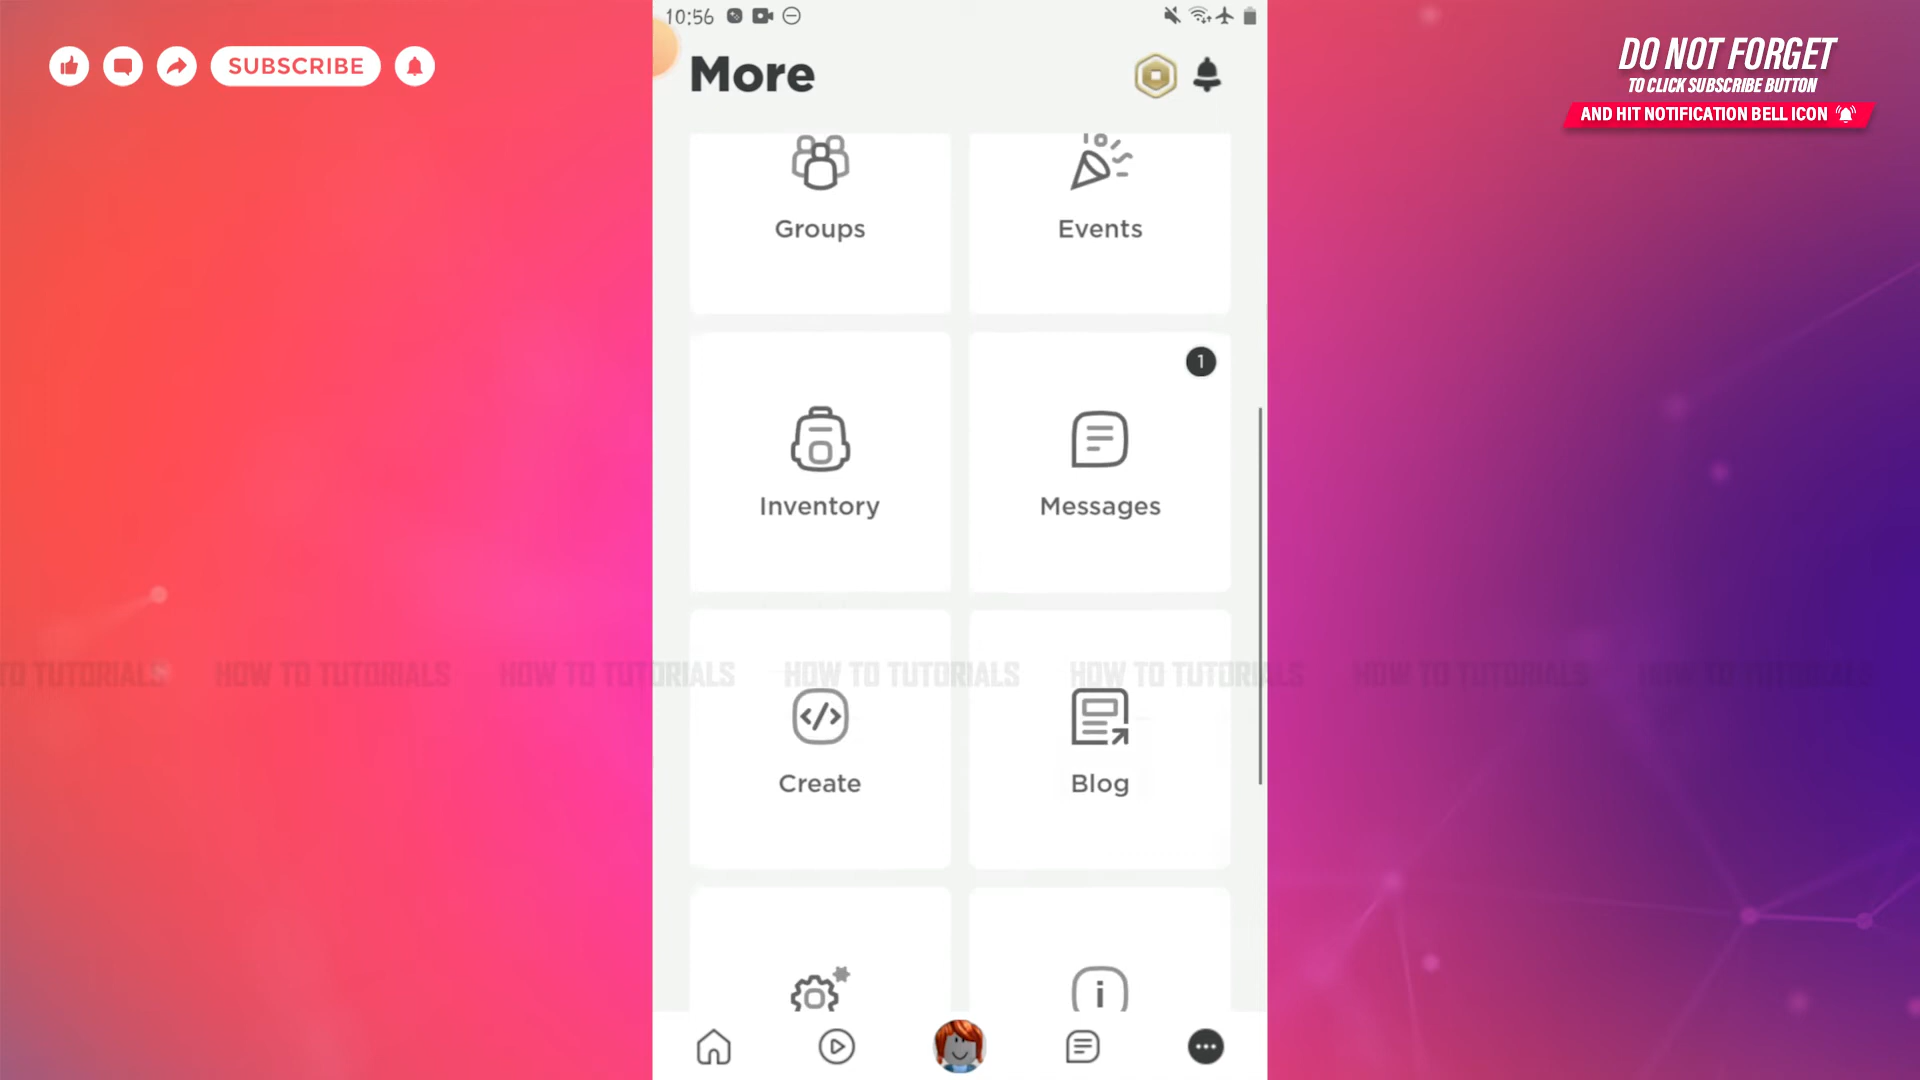 10:56
More
SUBSCRIBE
DO NOT FORGET
TO CLICK SUBSCRIBE BUTTON
AND HIT NOTIFICATION BELL ICON
Groups
Events
1
Inventory
Messages
TO TUTORIALS HOW TO TUTORIALS HOW TO TUTORIALS HOW TO TUTORIALS HOW TO TUTORIALS HOW TO TUTORIALS HOW TO TUTORIALS
Create
Blog